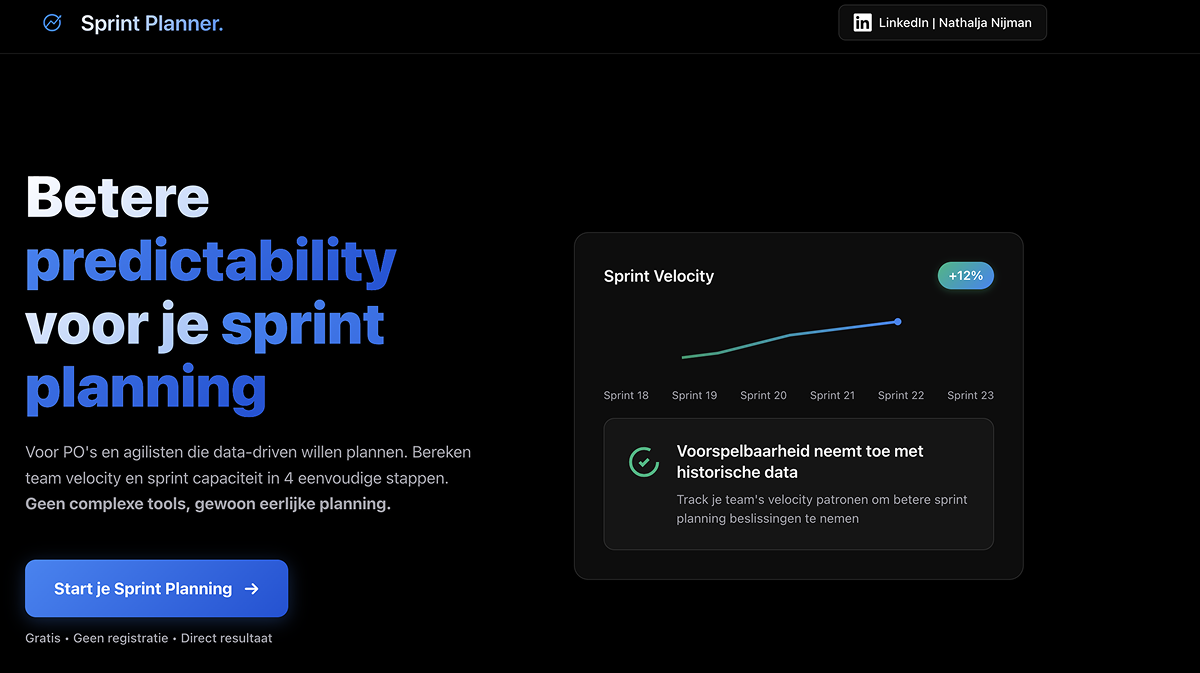 Sprint Planner.
LinkedIn | Nathalja Nijman
Betere
predictability
voor je sprint
planning
Voor PO's en agilisten die data-driven willen plannen. Bereken
team velocity en sprint capaciteit in 4 eenvoudige stappen.
Geen complexe tools, gewoon eerlijke planning.
Start je Sprint Planning →
Gratis • Geen registratie • Direct resultaat
Sprint Velocity
+12%
Sprint 18 Sprint 19 Sprint 20 Sprint 21 Sprint 22 Sprint 23
Voorspelbaarheid neemt toe met
historische data
Track je team's velocity patronen om betere sprint
planning beslissingen te nemen